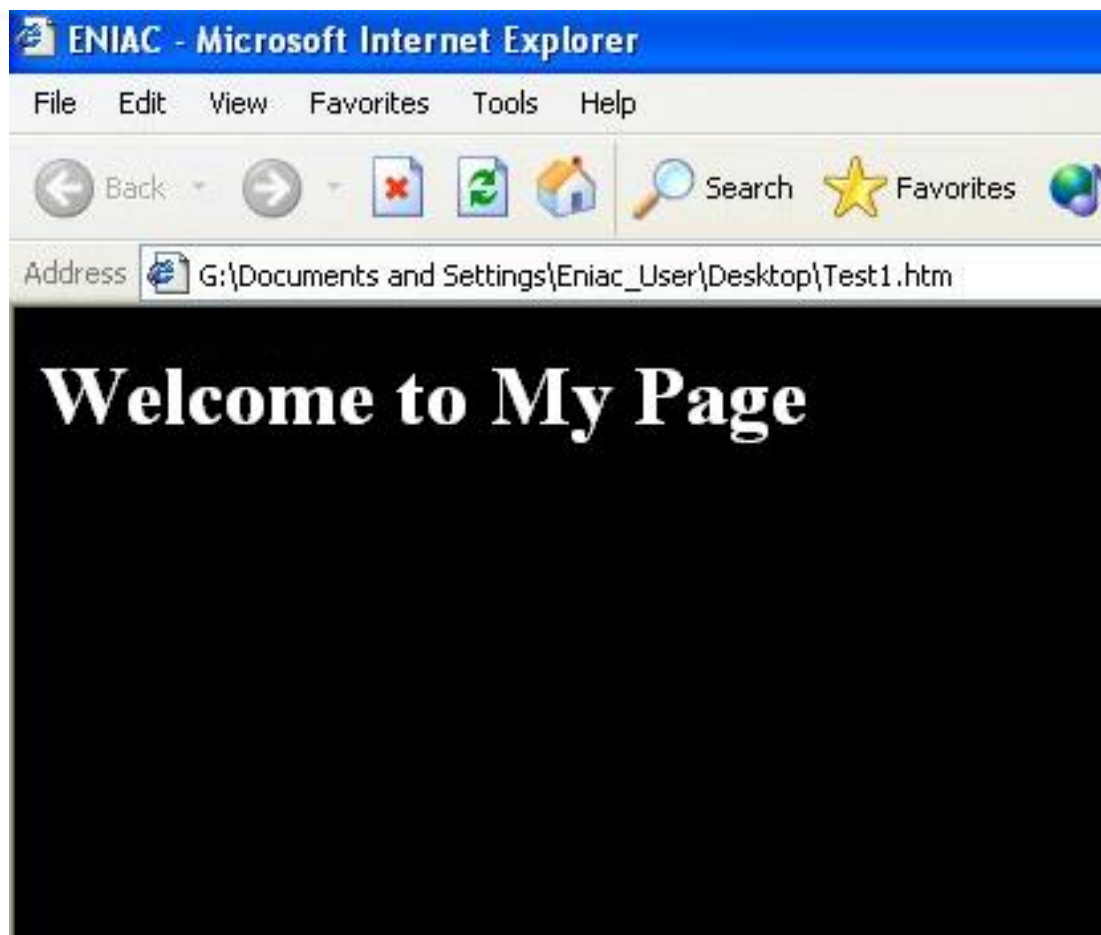 ENIAC - Microsoft Internet Explorer
File Edit View Favorites Tools Help
Back Search Favorites
Address G:\Documents and Settings\Eniac_User\Desktop\Test1.htm
Welcome to My Page